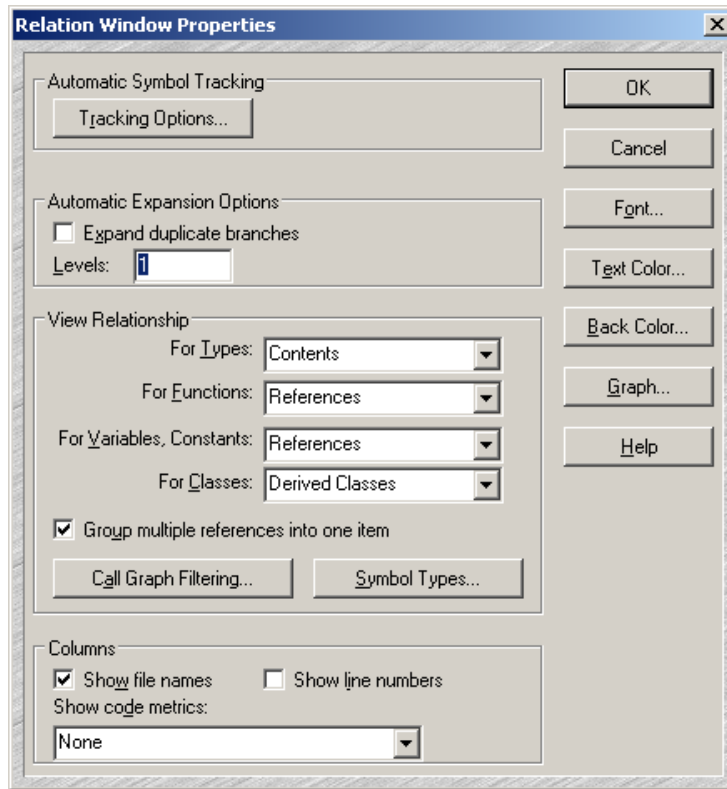 Relation Window Properties
Automatic Symbol Tracking
Tracking Options...
Automatic Expansion Options
Expand duplicate branches
Levels: 1
View Relationship
For Types: Contents
For Functions: References
For Variables, Constants: References
For Classes: Derived Classes
Group multiple references into one item
Call Graph Filtering... Symbol Types...
Columns
Show file names Show line numbers
Show code metrics:
None
OK
Cancel
Font...
Text Color...
Back Color...
Graph...
Help